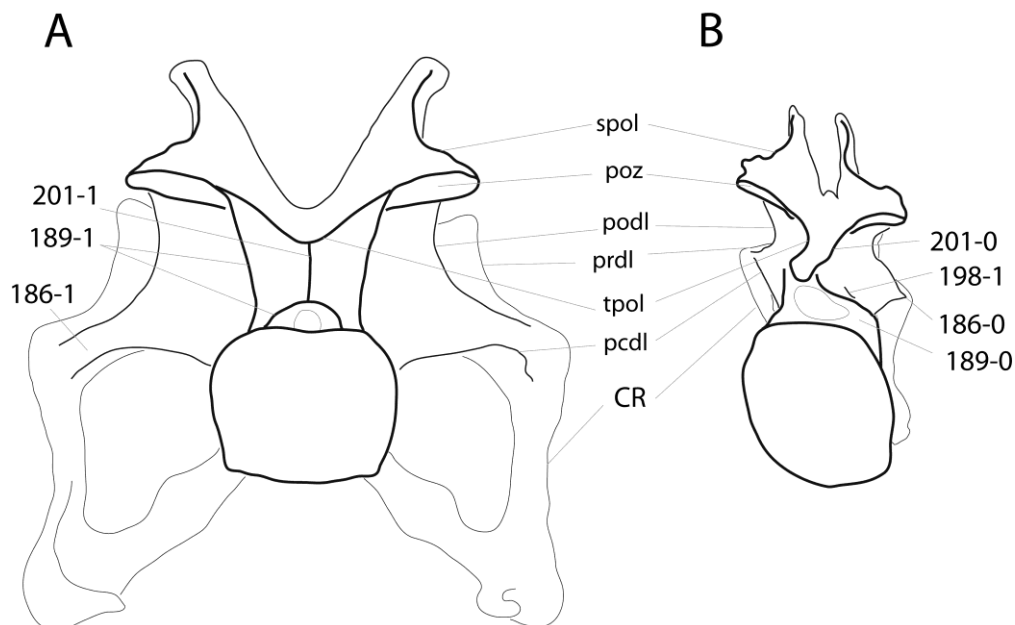 A
B
spol
poz
201-1
189-1
podl
prdl
201-0
198-1
186-1
tpol
186-0
pcdl
189-0
CR